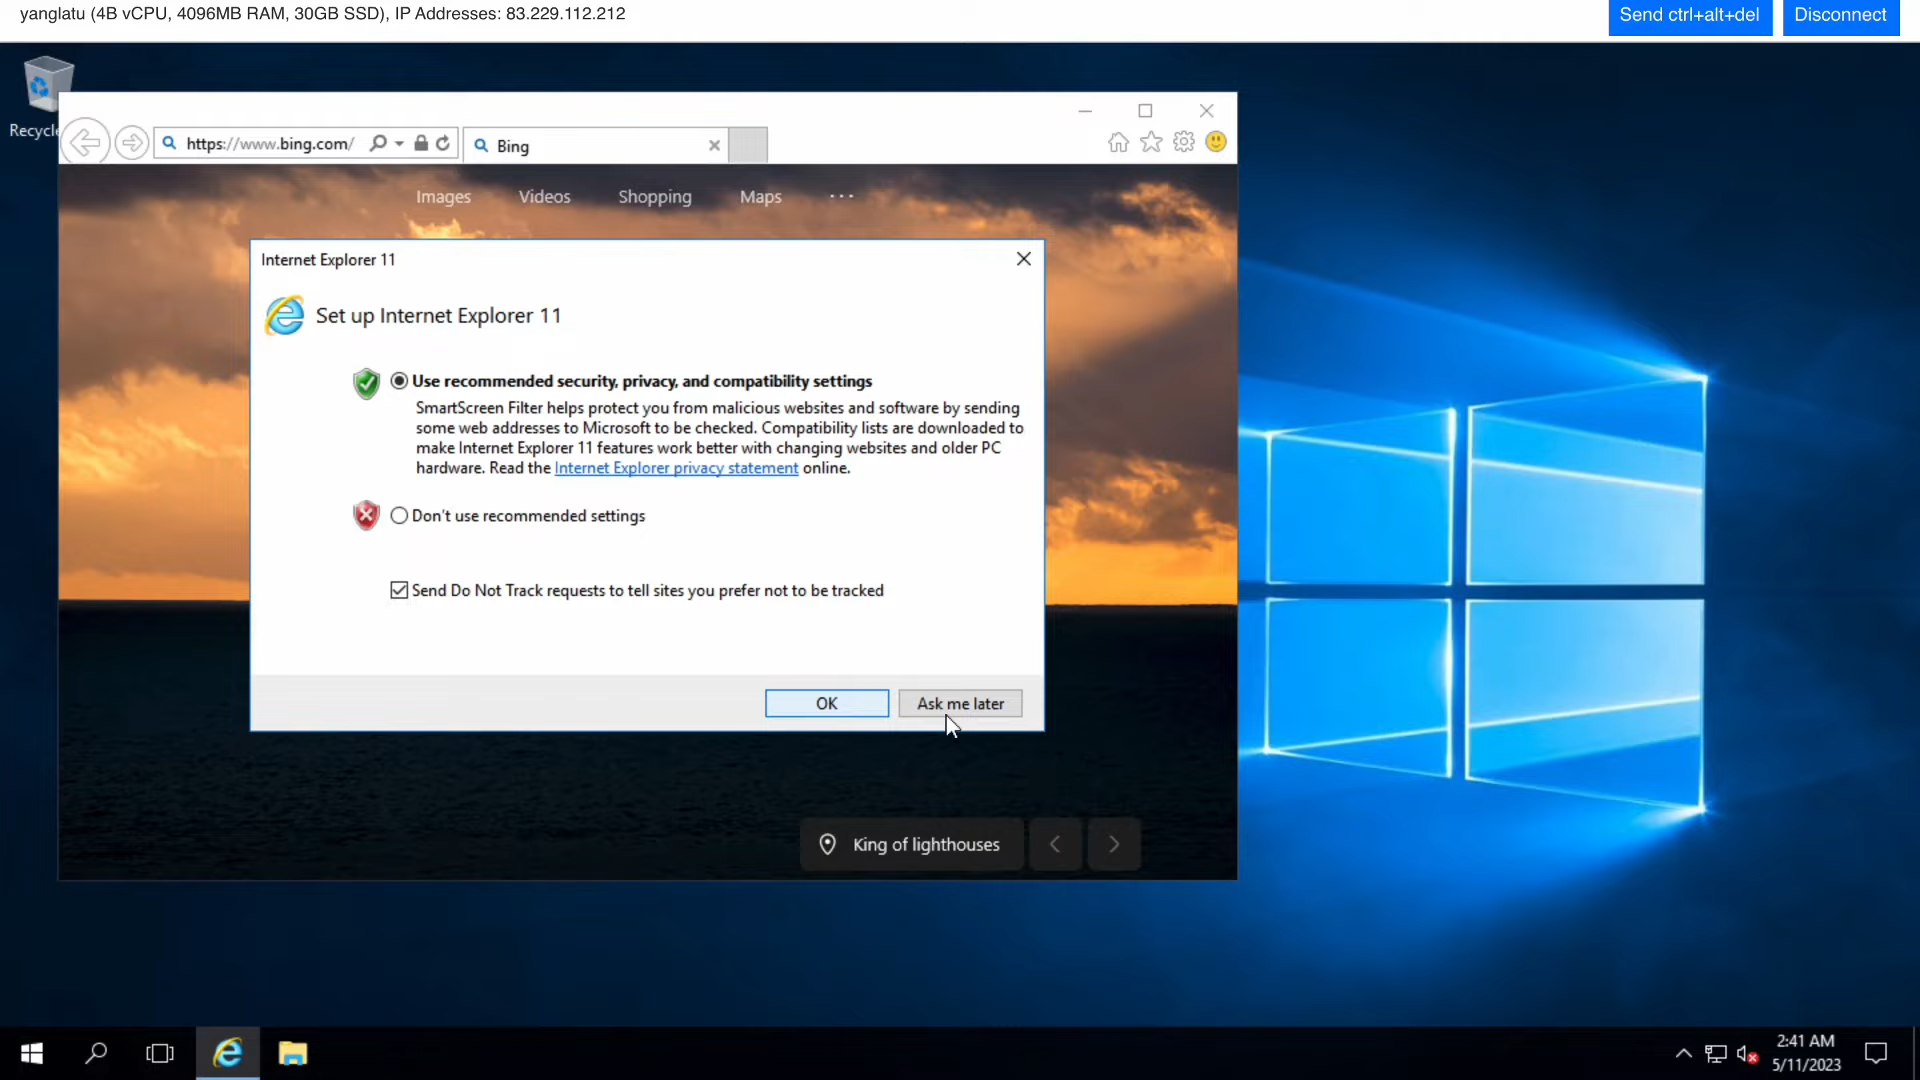 yanglatu (4B vCPU, 4096MB RAM, 30GB SSD), IP Addresses: 83.229.112.212
Send ctrl+alt+del
Disconnect
Recycle
https://www.bing.com/
Bing
Images
Videos
Shopping
Maps
...
Internet Explorer 11
Set up Internet Explorer 11
Use recommended security, privacy, and compatibility settings
SmartScreen Filter helps protect you from malicious websites and software by sending
some web addresses to Microsoft to be checked. Compatibility lists are downloaded to
make Internet Explorer 11 features work better with changing websites and older PC
hardware. Read the Internet Explorer privacy statement online.
Don't use recommended settings
Send Do Not Track requests to tell sites you prefer not to be tracked
OK
Ask me later
King of lighthouses
2:41 AM
5/11/2023